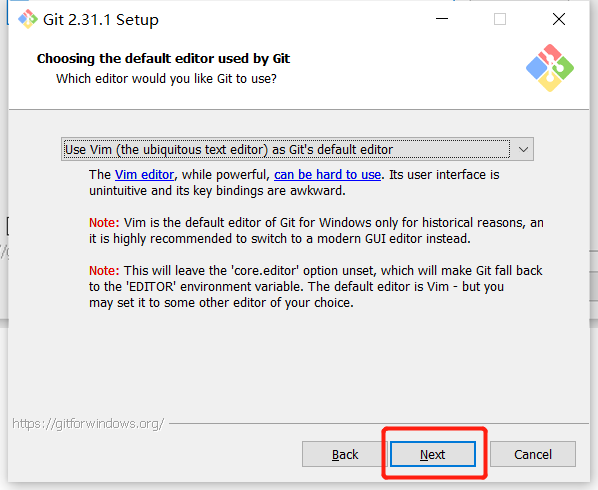 Git 2.31.1 Setup
Choosing the default editor used by Git
Which editor would you like Git to use?
Use Vim (the ubiquitous text editor) as Git's default editor
The Vim editor, while powerful, can be hard to use. Its user interface is
unintuitive and its key bindings are awkward.
Note: Vim is the default editor of Git for Windows only for historical reasons, an
it is highly recommended to switch to a modern GUI editor instead.
Note: This will leave the 'core.editor' option unset, which will make Git fall back
to the 'EDITOR' environment variable. The default editor is Vim - but you
may set it to some other editor of your choice.
https://gitforwindows.org/
Back Next Cancel